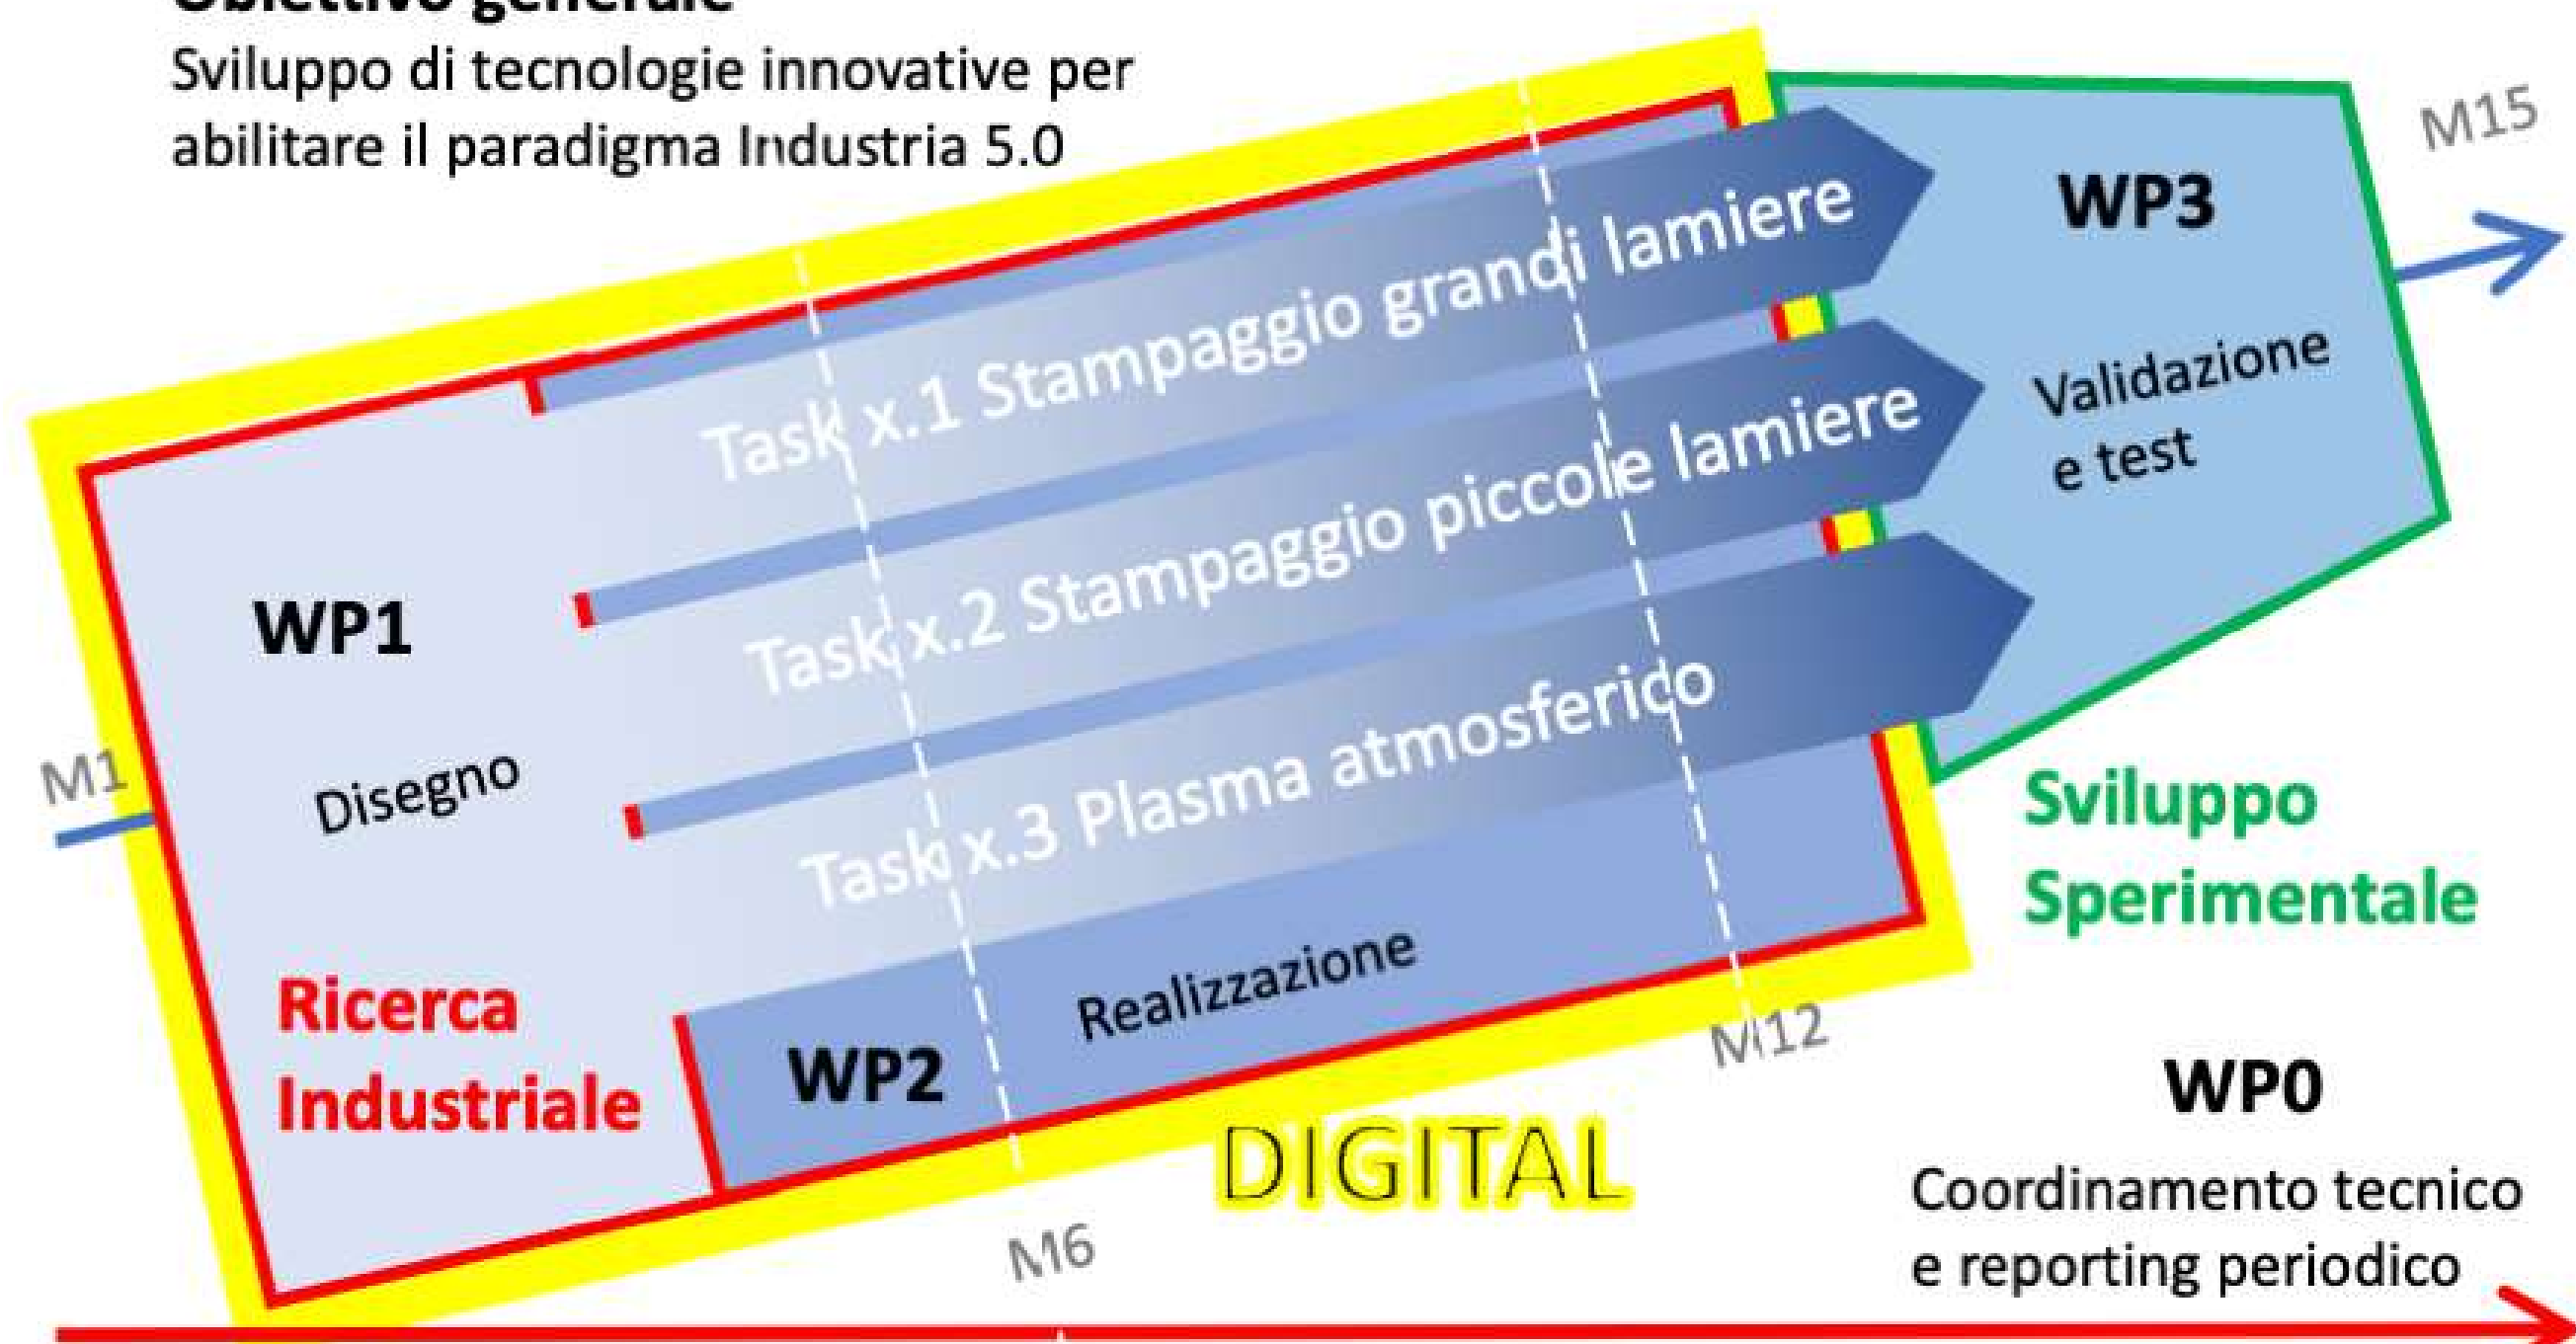 Obiettivo generale
Sviluppo di tecnologie innovative per
abilitare il paradigma Industria 5.0
M15
WP3
Validazione
e test
Task x.1 Stampaggio grandi lamiere
Task x.2 Stampaggio piccole lamiere
Task x.3 Plasma atmosferico
WP1
Disegno
M1
Ricerca
Industriale
WP2
Realizzazione
Sviluppo
Sperimentale
M12
DIGITAL
M6
WP0
Coordinamento tecnico
e reporting periodico